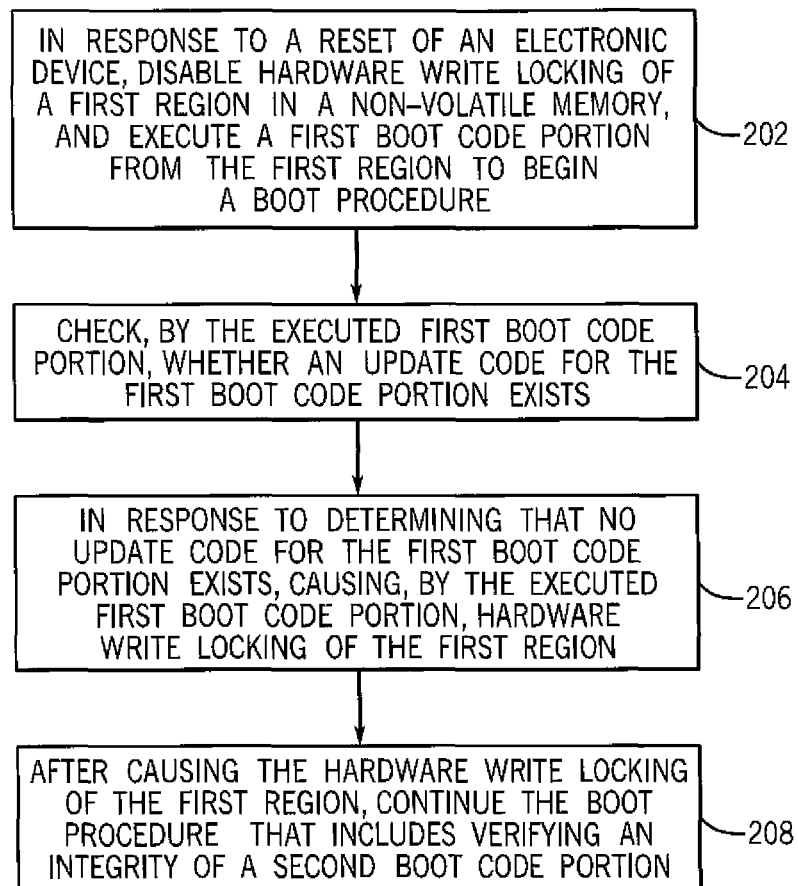 IN RESPONSE TO A RESET OF AN ELECTRONIC
DEVICE, DISABLE HARDWARE WRITE LOCKING OF
A FIRST REGION IN A NON-VOLATILE MEMORY,
AND EXECUTE A FIRST BOOT CODE PORTION
FROM THE FIRST REGION TO BEGIN
A BOOT PROCEDURE
202
CHECK, BY THE EXECUTED FIRST BOOT CODE
PORTION, WHETHER AN UPDATE CODE FOR THE
FIRST BOOT CODE PORTION EXISTS
204
IN RESPONSE TO DETERMINING THAT NO
UPDATE CODE FOR THE FIRST BOOT CODE
PORTION EXISTS, CAUSING, BY THE EXECUTED
FIRST BOOT CODE PORTION, HARDWARE
WRITE LOCKING OF THE FIRST REGION
206
AFTER CAUSING THE HARDWARE WRITE LOCKING
OF THE FIRST REGION, CONTINUE THE BOOT
PROCEDURE THAT INCLUDES VERIFYING AN
INTEGRITY OF A SECOND BOOT CODE PORTION
208